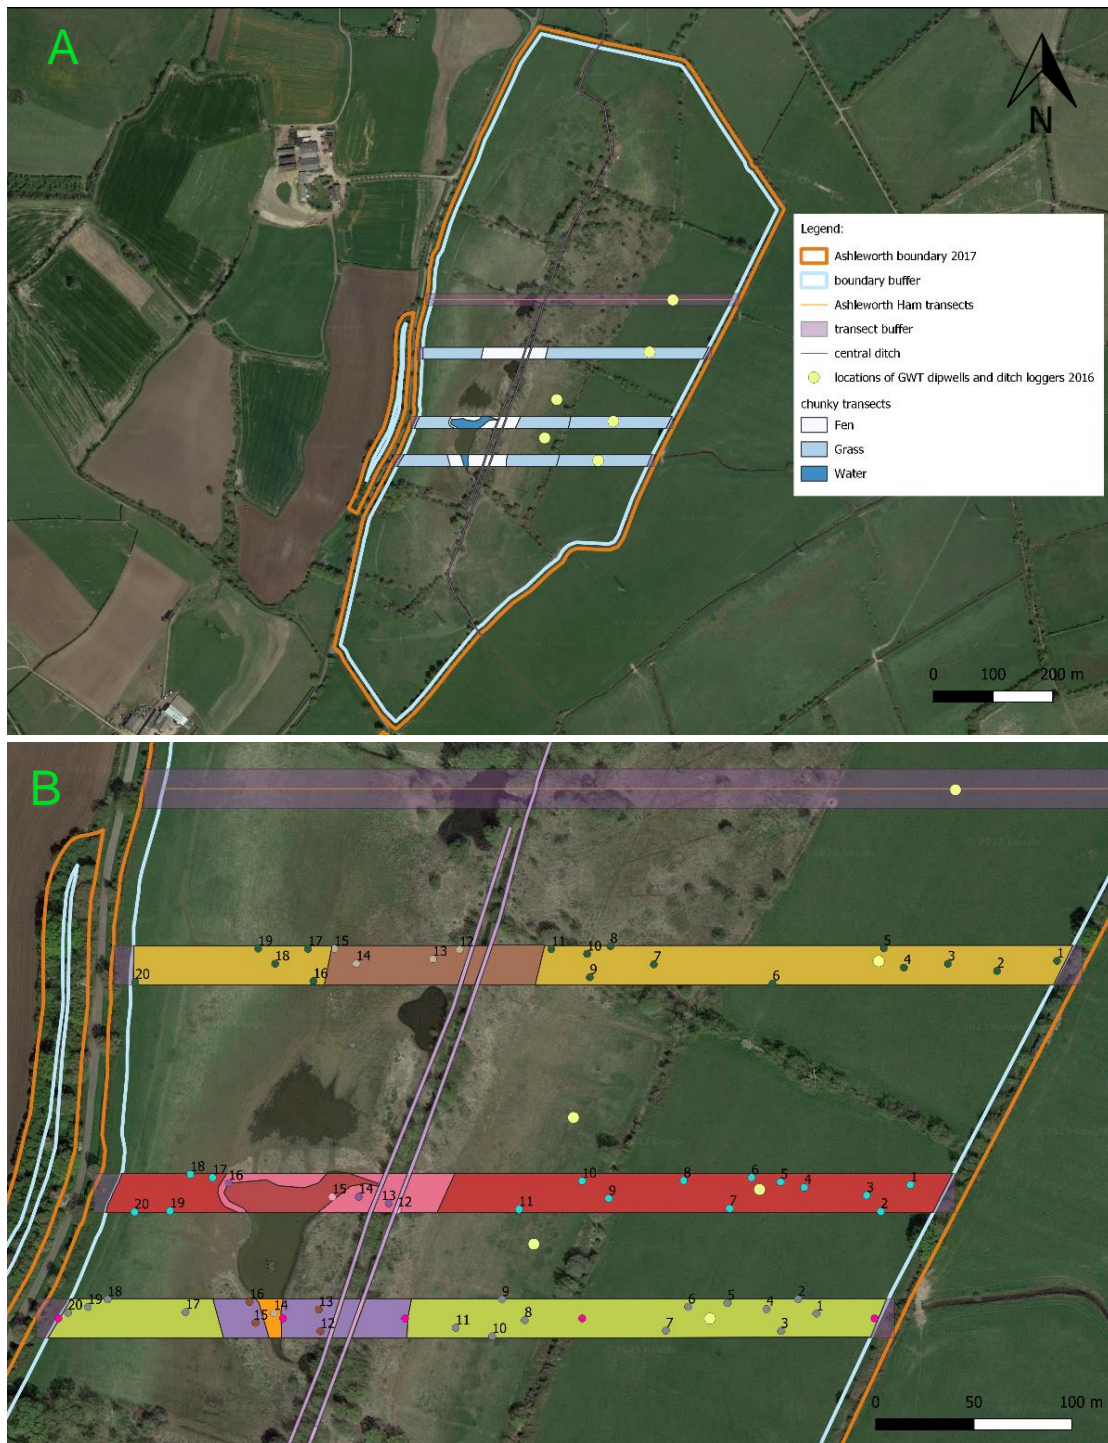 A
N
Legend:
Ashleworth boundary 2017
boundary buffer
Ashleworth Ham transects
transect buffer
central ditch
locations of GWT dipwells and ditch loggers 2016
chunky transects
Fen
Grass
Water
0 100 200 m
B
19 17 15 14 13 12 11 10 8 5 1
18 16 9 7 6 4 3 2
20
18 17 16 15 14 13 12 10 9 8 6 5 4 3 1
20 19 11 7 2
20 19 18 17 16 14 13 9 8 6 5 4 2 1
15 12 11 10 7 3
0 50 100 m